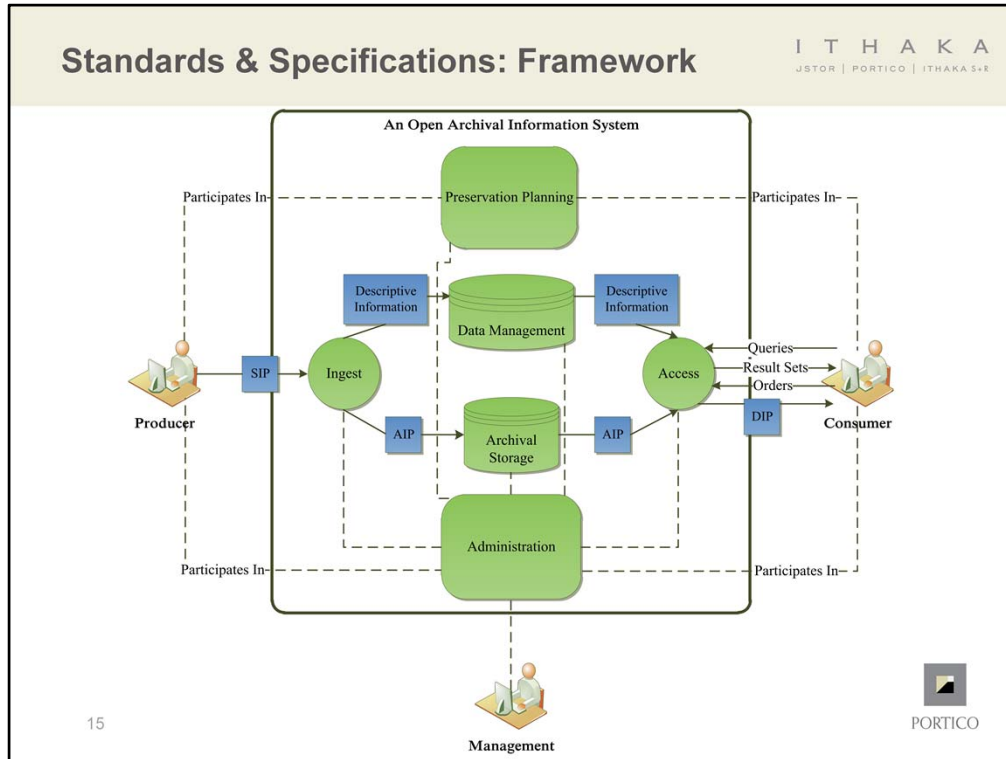 Standards & Specifications: Framework
ITHAKA
JSTOR | PORTICO | ITHAKA S+R
An Open Archival Information System
Preservation Planning
Participates In
Participates In
Descriptive
Information
Descriptive
Information
Data Management
Queries
Result Sets
Orders
SIP
Ingest
Access
DIP
Producer
Consumer
AIP
Archival
Storage
AIP
Administration
Participates In
Participates In
Management
15
PORTICO